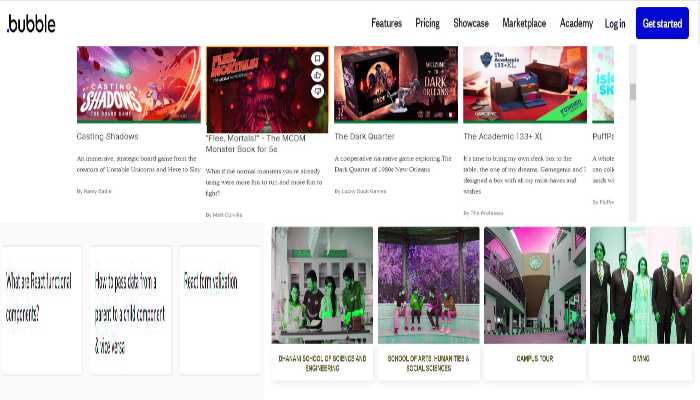 .bubble
Features Pricing Showcase Marketplace Academy Log in Get started
CASTING SHADOWS
THE BOARD GAME
FLEE, MORTALS!
WELCOME TO DARK ORLEANS
The Academic 133+ XL
GAMEGENIC
FUNDED
Casting Shadows
An immersive, strategic board game from the
creators of Unstable Unicorns and Here to Slay
By Ramy Badie
"Flee, Mortals!" - The MCDM
Monster Book for 5e
What if the normal monsters you're already
using were more fun to run and more fun to
fight?
By Matt Colville
The Dark Quarter
A cooperative narrative game exploring The
Dark Quarter of 1980s New Orleans
By Lucky Duck Games
The Academic 133+ XL
It's time to bring my own deck box to the
table, the one of my dreams. Gamegenic and I
designed a box with all my must-haves and
wishes
By The Professor
PuffPa
A whole
can coll
lands wi
By Fluffn
What are React functional
components?
How to pass data from a
parent to a child component
& vice versa
React form validation
DHANANI SCHOOL OF SCIENCE AND
ENGINEERING
SCHOOL OF ARTS, HUMANITIES &
SOCIAL SCIENCES
CAMPUS TOUR
GIVING